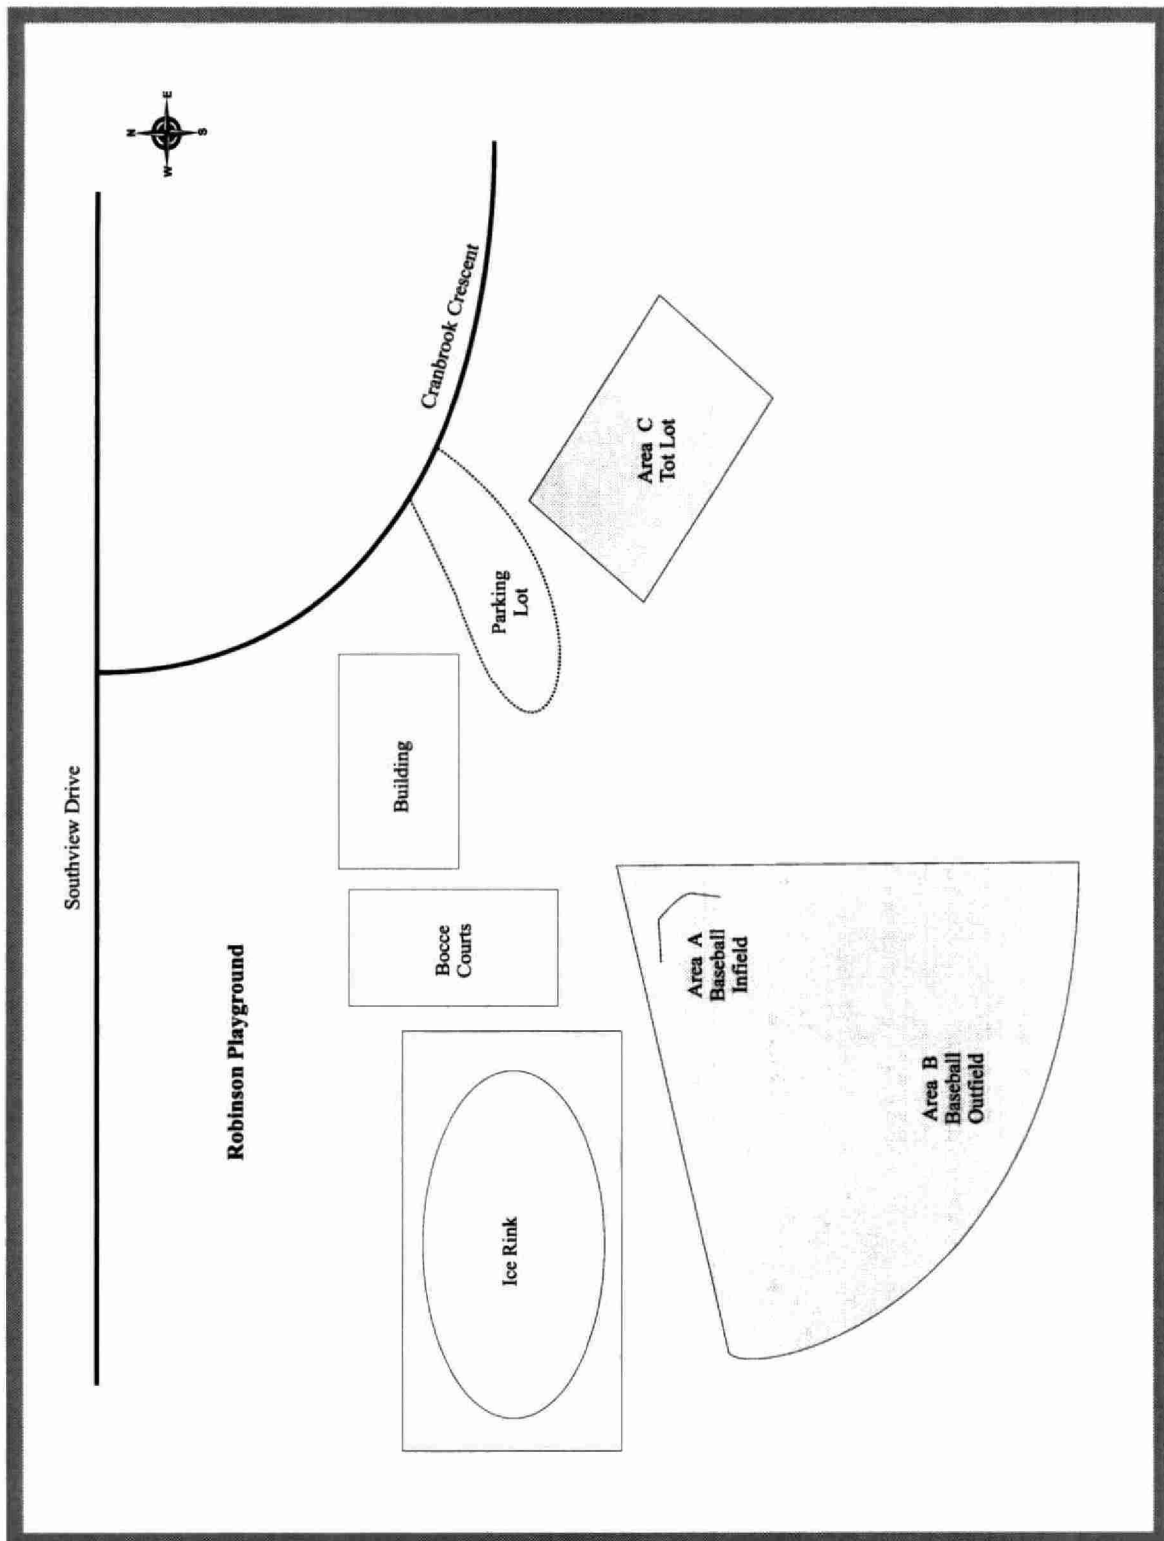 Southview Drive
N
E
S
W
Cranbrook Crescent
Robinson Playground
Building
Parking
Lot
Area C
Tot Lot
Bocce
Courts
Ice Rink
Area A
Baseball
Infield
Area B
Baseball
Outfield